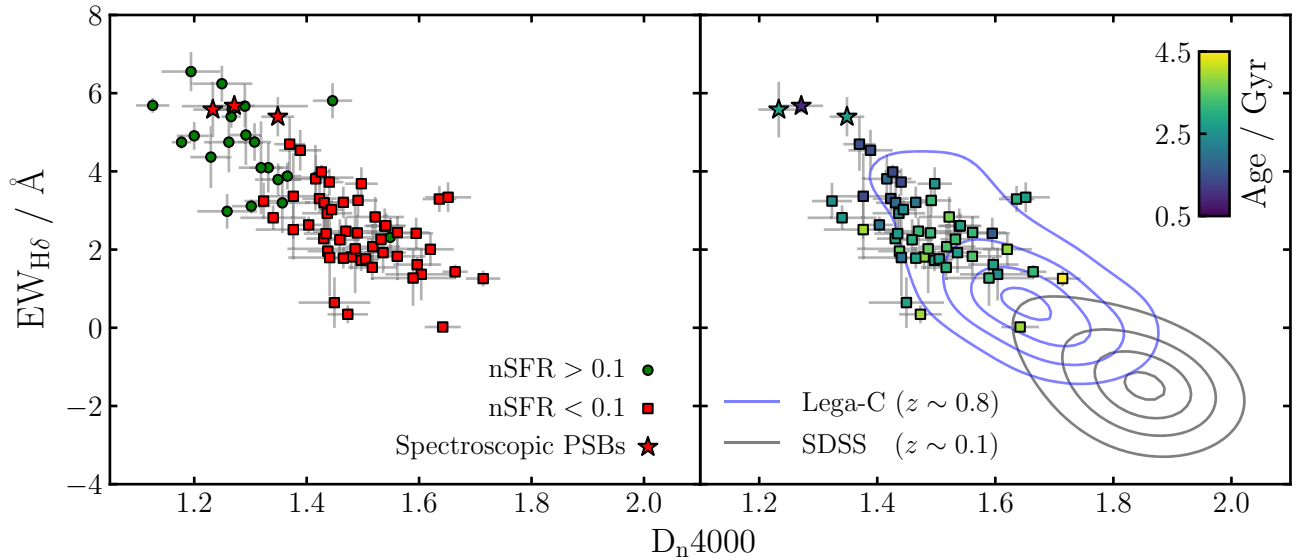 8
6
4
2
0
−2
−4
EW_Hδ / Å
nSFR > 0.1
nSFR < 0.1
Spectroscopic PSBs
1.2 1.4 1.6 1.8 2.0
4.5
2.5
0.5
Age / Gyr
Lega-C (z ∼ 0.8)
SDSS (z ∼ 0.1)
1.2 1.4 1.6 1.8 2.0
D_n4000